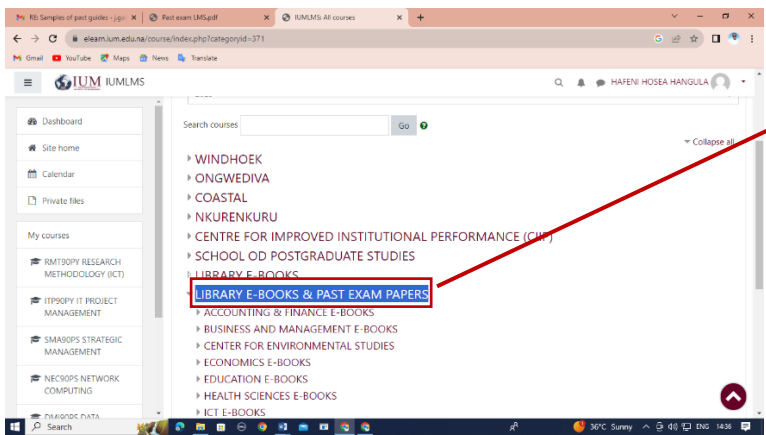 RE: Samples of past guides - j.go
Past exam LMS.pdf
IUMLMS: All courses
elearn.ium.edu.na/course/index.php?categoryid=371
Gmail YouTube Maps News Translate
IUM IUMLMS
HAFENI HOSEA HANGULA
Dashboard
Site home
Calendar
Private files
My courses
RMT90PY RESEARCH
METHODOLOGY (ICT)
ITP90PY IT PROJECT
MANAGEMENT
SMA90PS STRATEGIC
MANAGEMENT
NEC90PS NETWORK
COMPUTING
Search courses
Go
Collapse all
WINDHOEK
ONGWEDIVA
COASTAL
NKURENKURU
CENTRE FOR IMPROVED INSTITUTIONAL PERFORMANCE (CIIP)
SCHOOL OD POSTGRADUATE STUDIES
LIBRARY E-BOOKS
LIBRARY E-BOOKS & PAST EXAM PAPERS
ACCOUNTING & FINANCE E-BOOKS
BUSINESS AND MANAGEMENT E-BOOKS
CENTER FOR ENVIRONMENTAL STUDIES
ECONOMICS E-BOOKS
EDUCATION E-BOOKS
HEALTH SCIENCES E-BOOKS
ICT E-BOOKS
Search
36°C Sunny
ENG
1436